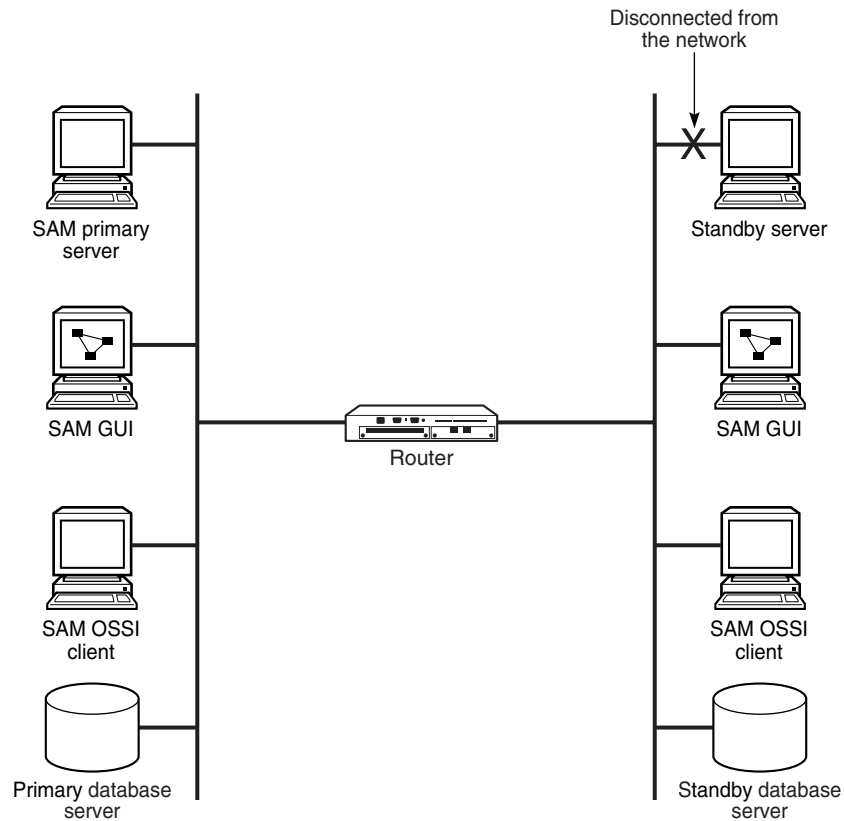 Disconnected from
the network
SAM primary
server
Standby server
SAM GUI
SAM GUI
Router
SAM OSSI
client
SAM OSSI
client
Primary database
server
Standby database
server